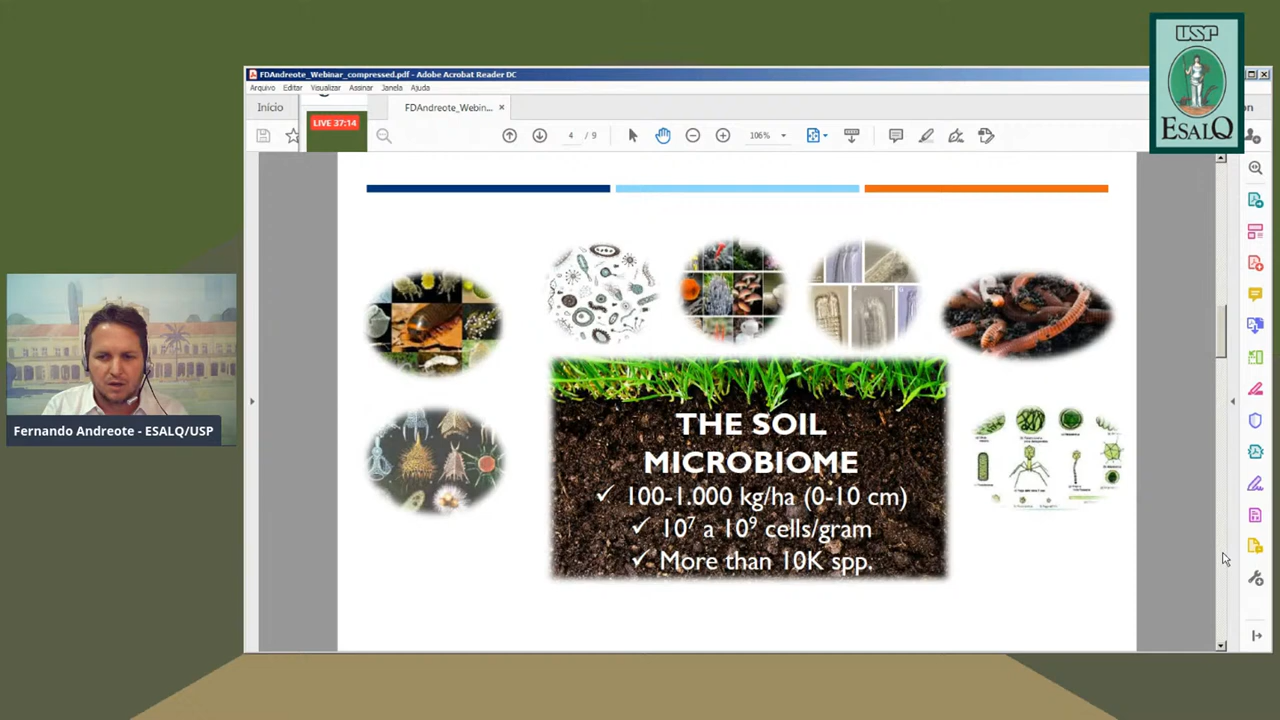 USP
ESALQ
FDAndreote_Webinar_compressed.pdf - Adobe Acrobat Reader DC
Arquivo Editar Visualizar Assinar Janela Ajuda
Início
FDAndreote_Webin... ×
LIVE 37:14
4 / 9
106%
THE SOIL
MICROBIOME
✓ 100-1.000 kg/ha (0-10 cm)
✓ 10⁷ a 10⁹ cells/gram
✓ More than 10K spp.
Fernando Andreote - ESALQ/USP